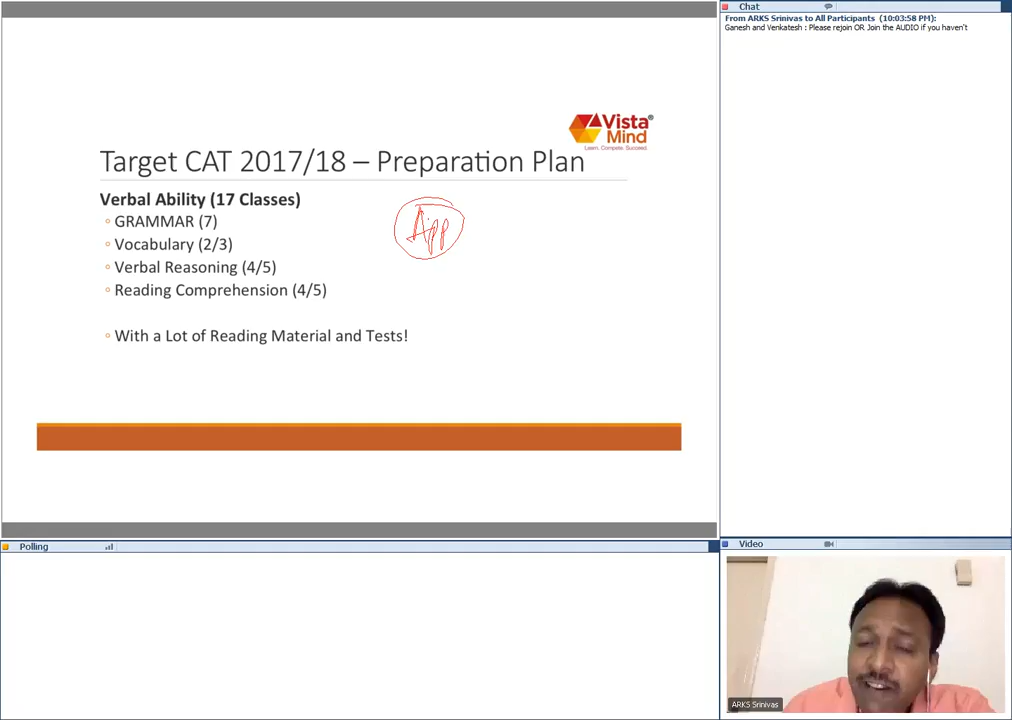 Chat
From ARKS Srinivas to All Participants (10:03:58 PM):
Ganesh and Venkatesh : Please rejoin OR Join the AUDIO if you haven't
Vista®
Mind
Learn. Compete. Succeed.
Target CAT 2017/18 – Preparation Plan
Verbal Ability (17 Classes)
GRAMMAR (7)
App
Vocabulary (2/3)
Verbal Reasoning (4/5)
Reading Comprehension (4/5)
With a Lot of Reading Material and Tests!
Polling
Video
ARKS Srinivas